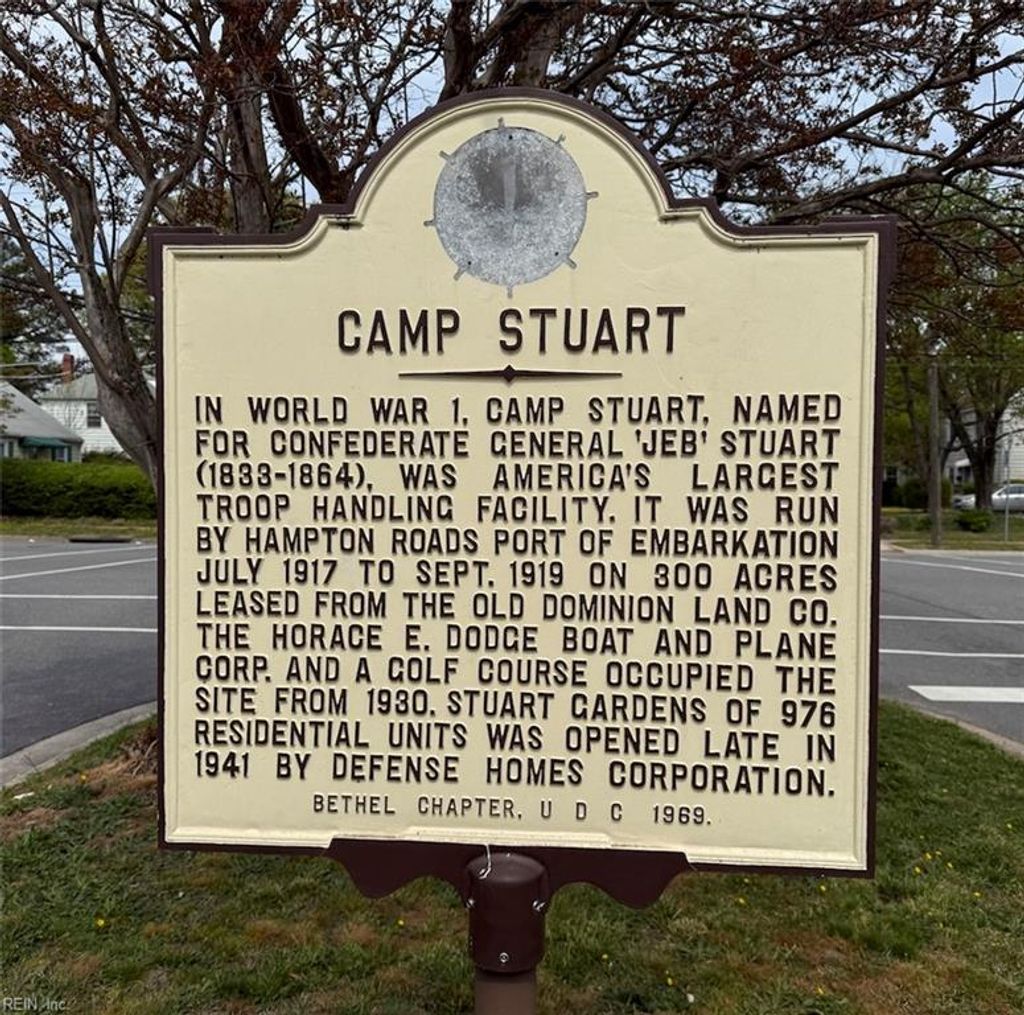 CAMP STUART
IN WORLD WAR 1, CAMP STUART, NAMED
FOR CONFEDERATE GENERAL 'JEB' STUART
(1833-1864), WAS AMERICA'S LARGEST
TROOP HANDLING FACILITY. IT WAS RUN
BY HAMPTON ROADS PORT OF EMBARKATION
JULY 1917 TO SEPT. 1919 ON 300 ACRES
LEASED FROM THE OLD DOMINION LAND CO.
THE HORACE E. DODGE BOAT AND PLANE
CORP. AND A GOLF COURSE OCCUPIED THE
SITE FROM 1930. STUART GARDENS OF 976
RESIDENTIAL UNITS WAS OPENED LATE IN
1941 BY DEFENSE HOMES CORPORATION.
BETHEL CHAPTER, U D C 1969.
REIN, Inc.